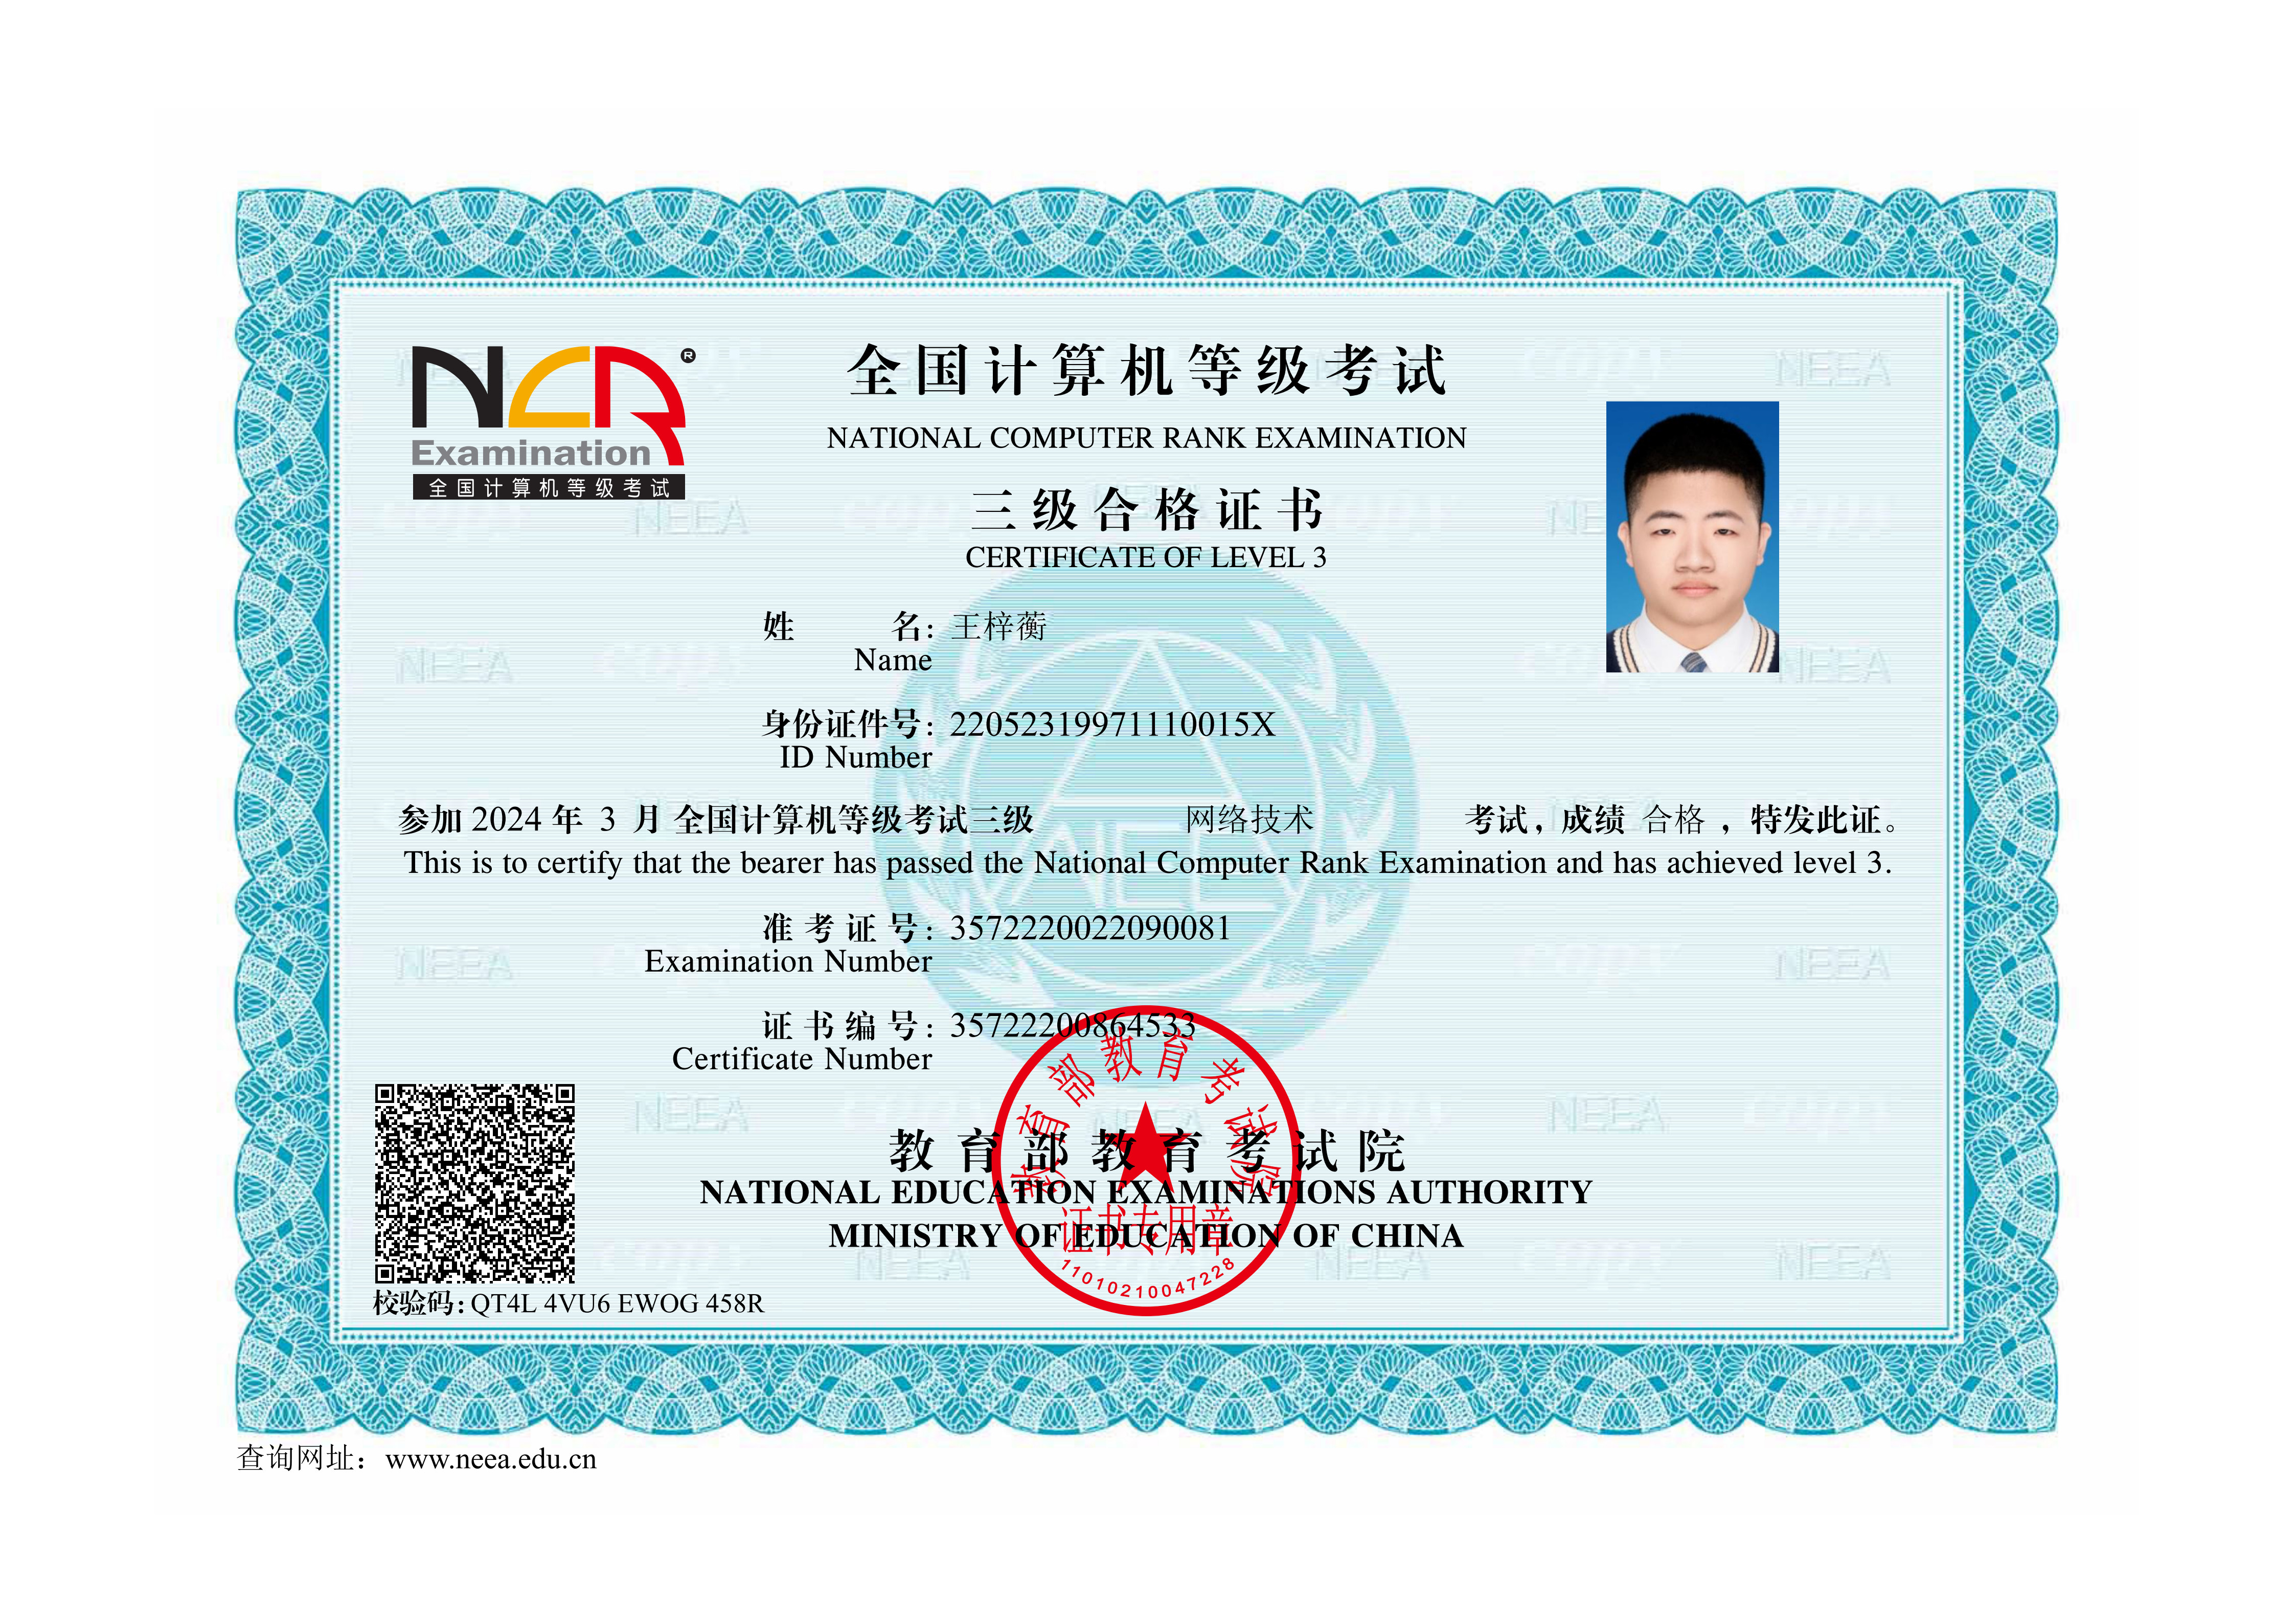 NCR®
Examination
全国计算机等级考试
全国计算机等级考试
NATIONAL COMPUTER RANK EXAMINATION
三级合格证书
CERTIFICATE OF LEVEL 3
姓 名：王梓蘅
Name
身份证件号：22052319971110015X
ID Number
参加 2024 年 3 月 全国计算机等级考试三级 网络技术 考试，成绩 合格 ，特发此证。
This is to certify that the bearer has passed the National Computer Rank Examination and has achieved level 3.
准考证号：3572220022090081
Examination Number
证书编号：35722200864533
Certificate Number
教育部教育考试院
教育部教育考试院
NATIONAL EDUCATION EXAMINATIONS AUTHORITY
证书专用章
MINISTRY OF EDUCATION OF CHINA
11010210047228
校验码：QT4L 4VU6 EWOG 458R
查询网址：www.neea.edu.cn
NEEA
copy